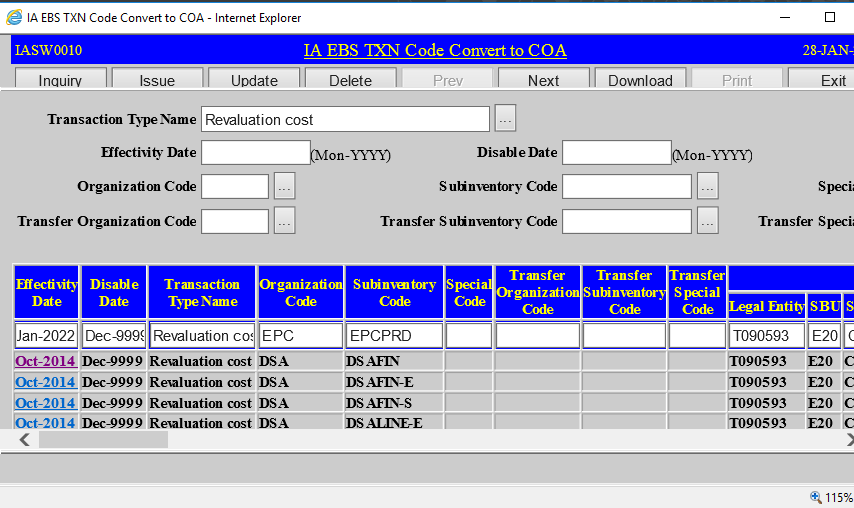 IA EBS TXN Code Convert to COA - Internet Explorer
IASW0010 IA EBS TXN Code Convert to COA 28-JAN-
Inquiry Issue Update Delete Prev Next Download Print Exit
Transaction Type Name Revaluation cost ...
Effectivity Date (Mon-YYYY) Disable Date (Mon-YYYY)
Organization Code ... Subinventory Code ... Specia
Transfer Organization Code ... Transfer Subinventory Code ... Transfer Specia
Effectivity Date Disable Date Transaction Type Name Organization Code Subinventory Code Special Code Transfer Organization Code Transfer Subinventory Code Transfer Special Code Legal Entity SBU S
Jan-2022 Dec-9999 Revaluation cos EPC EPCPRD T090593 E20 C
Oct-2014 Dec-9999 Revaluation cost DSA DSAFIN T090593 E20 C
Oct-2014 Dec-9999 Revaluation cost DSA DSAFIN-E T090593 E20 C
Oct-2014 Dec-9999 Revaluation cost DSA DSAFIN-S T090593 E20 C
Oct-2014 Dec-9999 Revaluation cost DSA DSALINE-E T090593 E20 C
115%